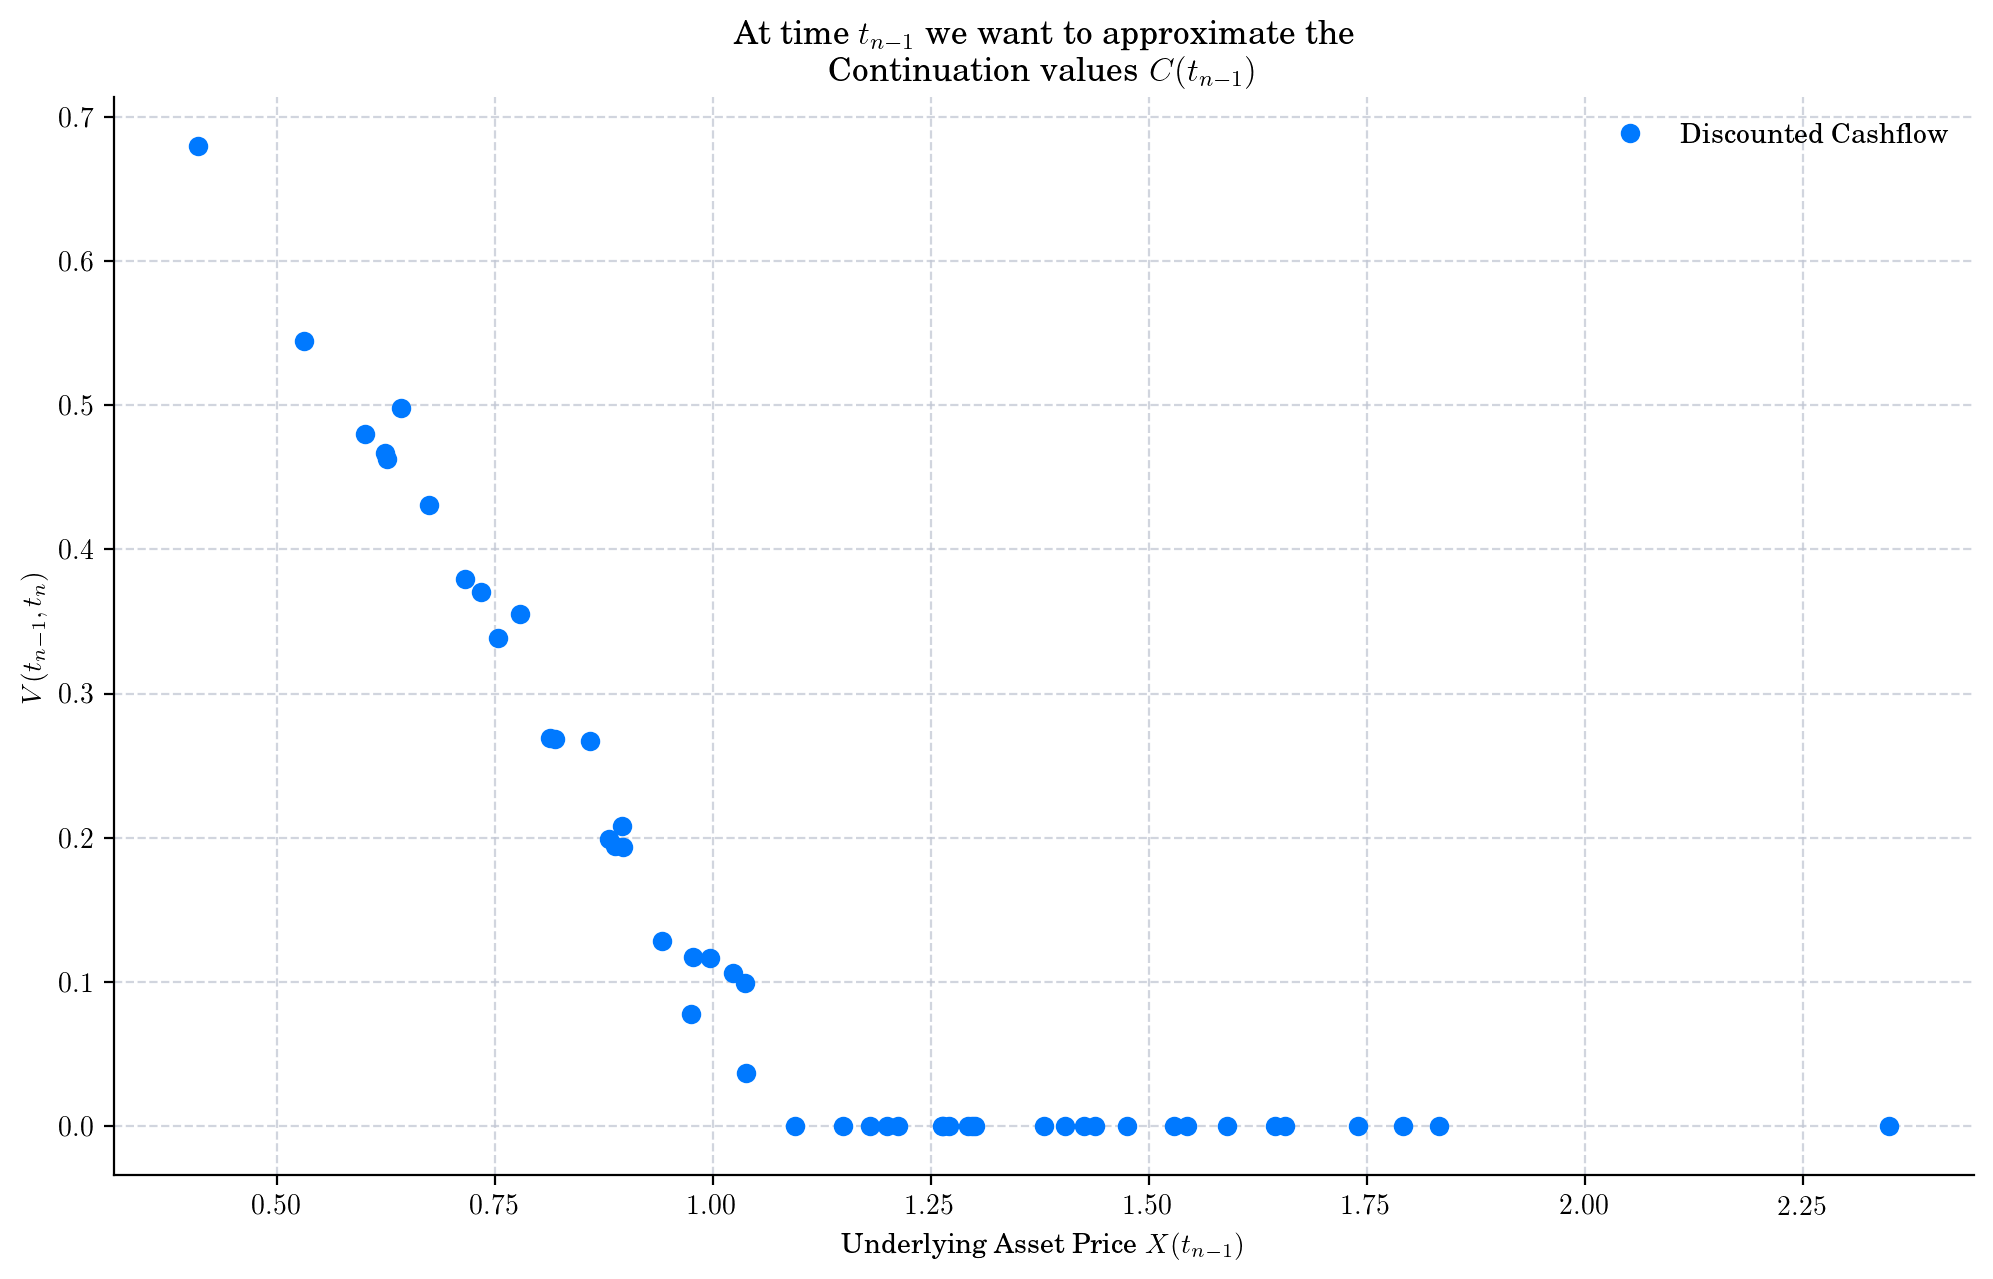 At time $t_{n-1}$ we want to approximate the
Continuation values $C(t_{n-1})$
0.7
0.6
0.5
0.4
0.3
0.2
0.1
0.0
$V(t_{n-1}, t_n)$
Discounted Cashflow
0.50 0.75 1.00 1.25 1.50 1.75 2.00 2.25
Underlying Asset Price $X(t_{n-1})$